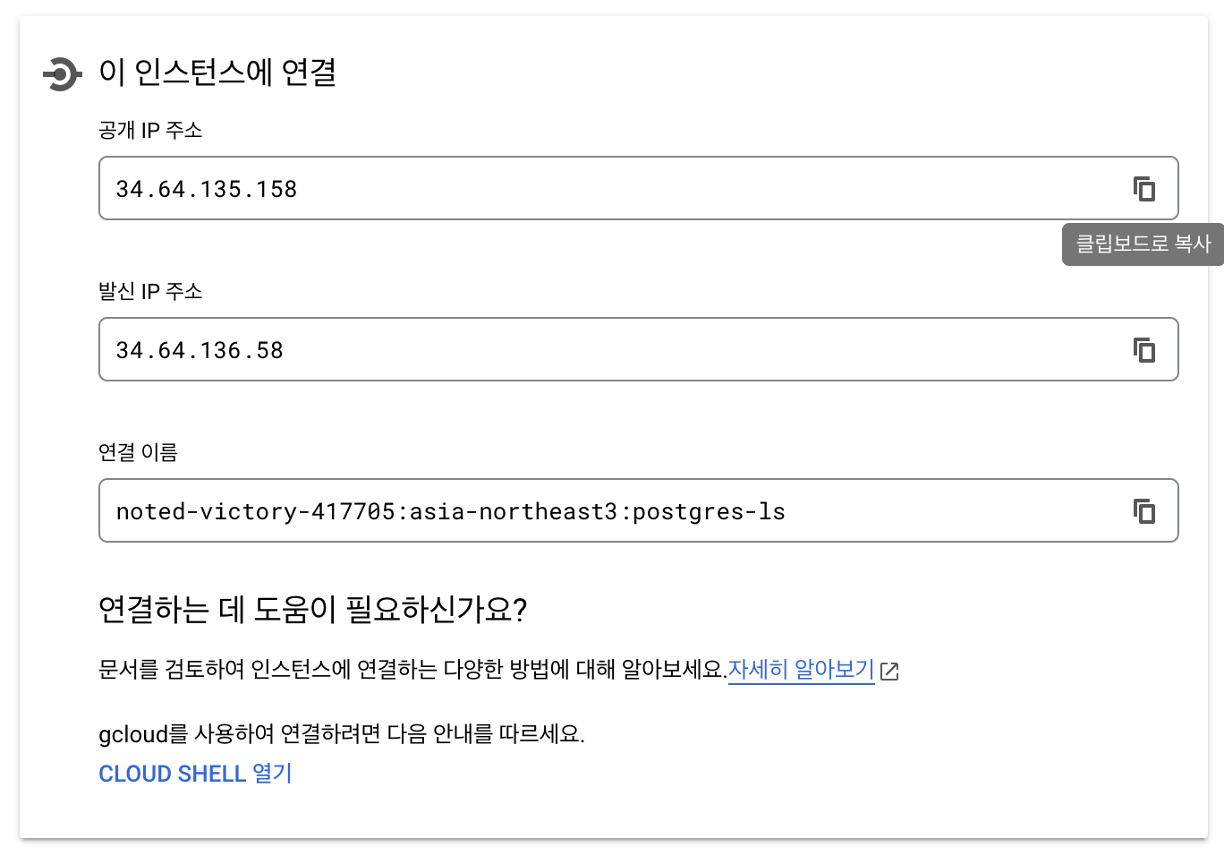 이 인스턴스에 연결
공개 IP 주소
34.64.135.158
클립보드로 복사
발신 IP 주소
34.64.136.58
연결 이름
noted-victory-417705:asia-northeast3:postgres-ls
연결하는 데 도움이 필요하신가요?
문서를 검토하여 인스턴스에 연결하는 다양한 방법에 대해 알아보세요.자세히 알아보기
gcloud를 사용하여 연결하려면 다음 안내를 따르세요.
CLOUD SHELL 열기